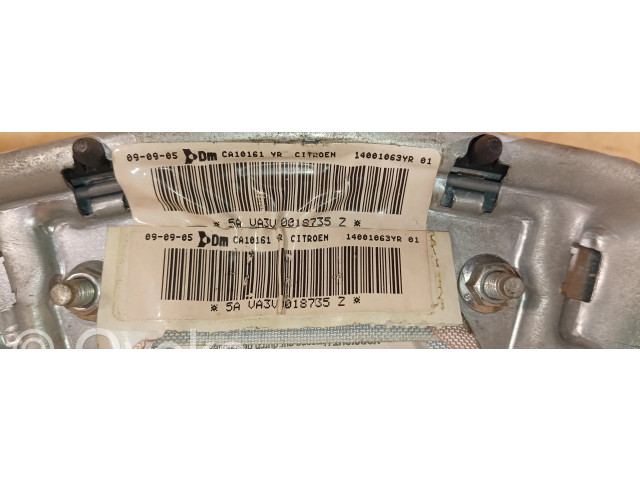 09-09-05 Dm CA10161 YR CITROEN 14001063YR 01
* 5A VA3V 0018735 Z *
09-09-05 Dm CA10161 R CITROEN 14001063YR 01
* 5A VA3V 018735 Z *